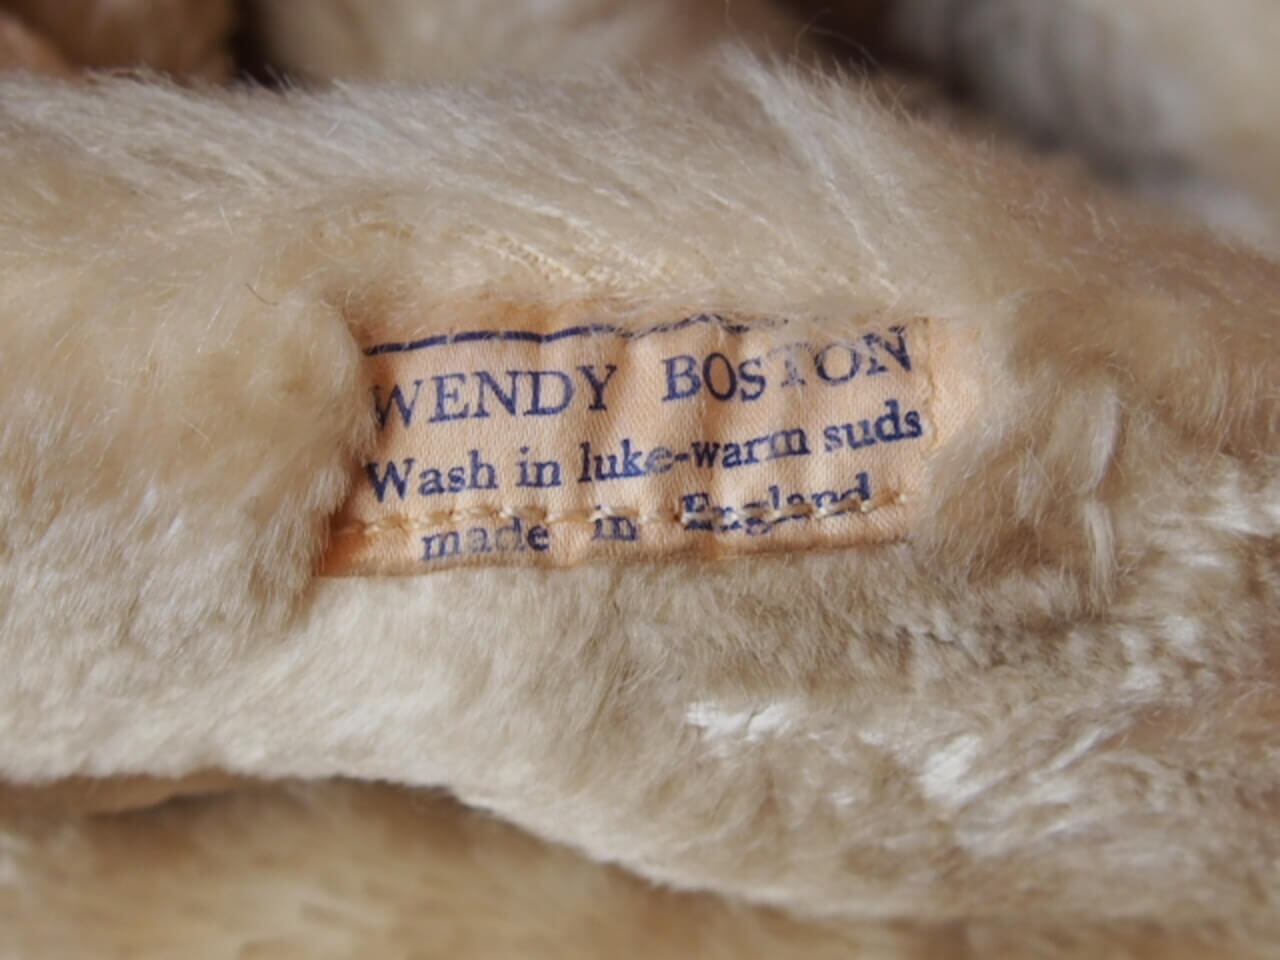 WENDY BOSTON
Wash in luke-warm suds
made in England